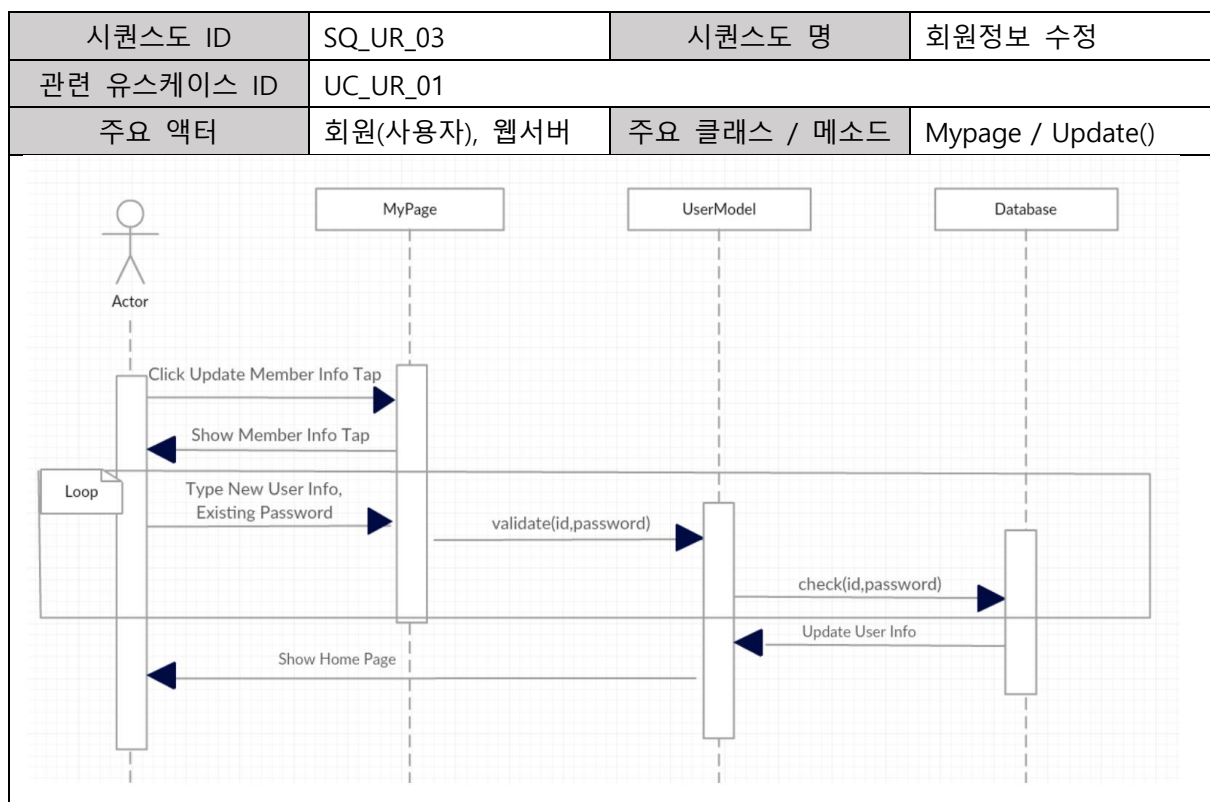 시퀀스도 ID SQ_UR_03 시퀀스도 명 회원정보 수정
관련 유스케이스 ID UC_UR_01
주요 액터 회원(사용자), 웹서버 주요 클래스 / 메소드 Mypage / Update()
MyPage UserModel Database
Actor
Click Update Member Info Tap
Show Member Info Tap
Loop
Type New User Info,
Existing Password
validate(id,password)
check(id,password)
Update User Info
Show Home Page